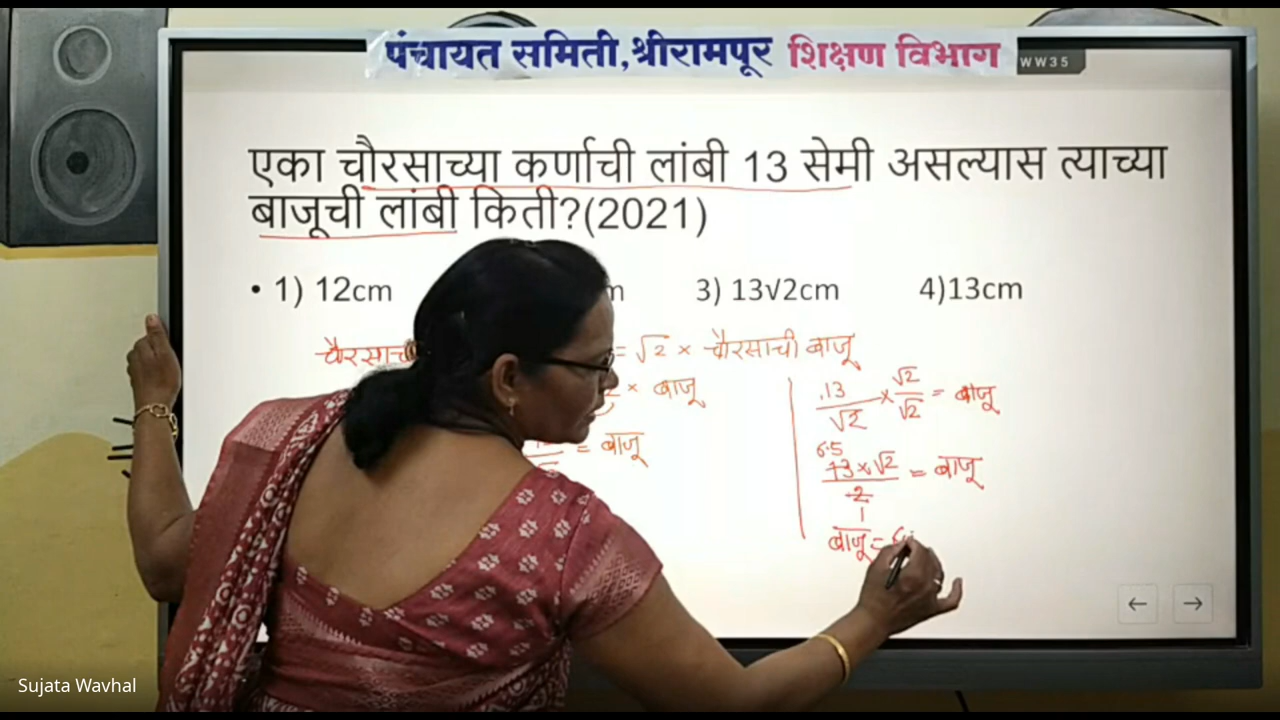 पंचायत समिती,श्रीरामपूर शिक्षण विभाग
WW35
एका चौरसाच्या कर्णाची लांबी 13 सेमी असल्यास त्याच्या
बाजूची लांबी किती?(2021)
• 1) 12cm m 3) 13√2cm 4)13cm
= √2 × चौरसाची बाजू
2 × बाजू
= बाजू
13/√2 × √2/√2 = बाजू
6.5
13×√2/2 = बाजू
1
बाजू =
← →
Sujata Wavhal